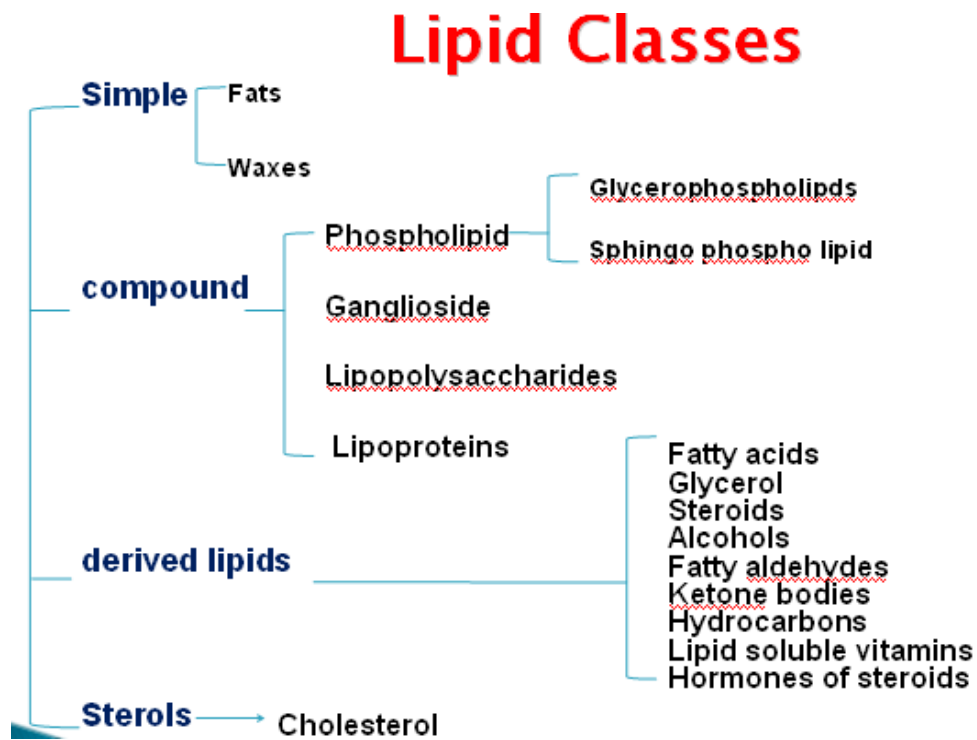 Lipid Classes
Simple
Fats
Waxes
compound
Phospholipid
Glycerophospholipds
Sphingo phospho lipid
Ganglioside
Lipopolysaccharides
Lipoproteins
derived lipids
Fatty acids
Glycerol
Steroids
Alcohols
Fatty aldehydes
Ketone bodies
Hydrocarbons
Lipid soluble vitamins
Hormones of steroids
Sterols
Cholesterol